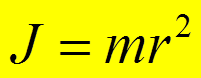 J = mr²